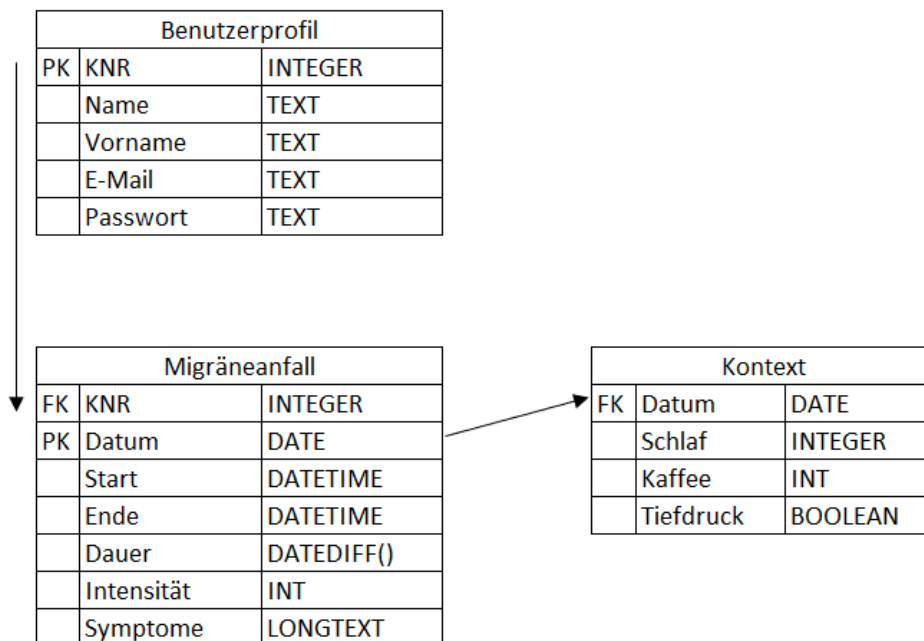 Benutzerprofil
PK KNR INTEGER
Name TEXT
Vorname TEXT
E-Mail TEXT
Passwort TEXT
Migräneanfall
FK KNR INTEGER
PK Datum DATE
Start DATETIME
Ende DATETIME
Dauer DATEDIFF()
Intensität INT
Symptome LONGTEXT
Kontext
FK Datum DATE
Schlaf INTEGER
Kaffee INT
Tiefdruck BOOLEAN